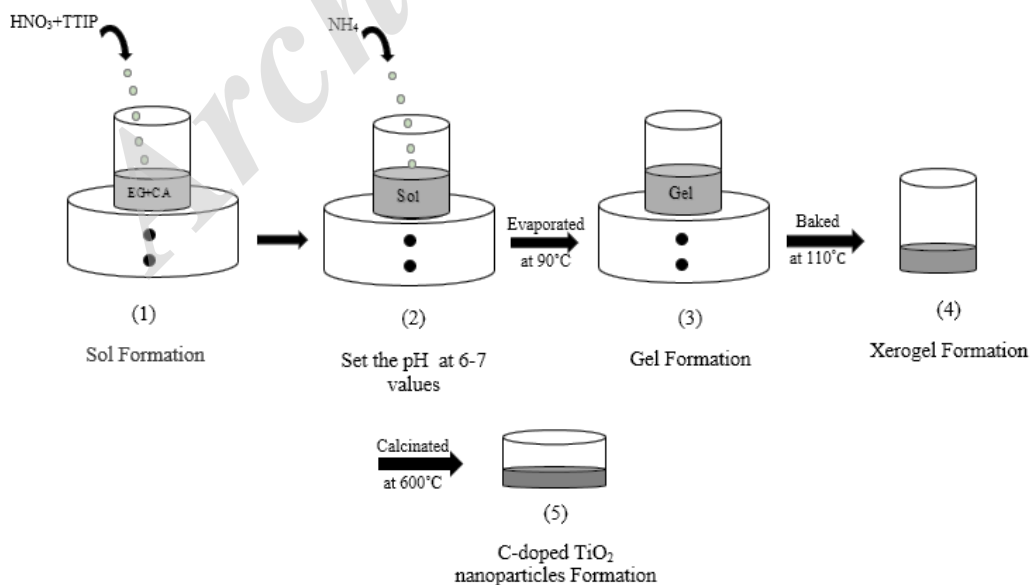 HNO₃+TTIP
NH₄
Arch
EG+CA
Sol
Evaporated
at 90°C
Gel
Baked
at 110°C
(1)
Sol Formation
(2)
Set the pH at 6-7
values
(3)
Gel Formation
(4)
Xerogel Formation
Calcinated
at 600°C
(5)
C-doped TiO₂
nanoparticles Formation